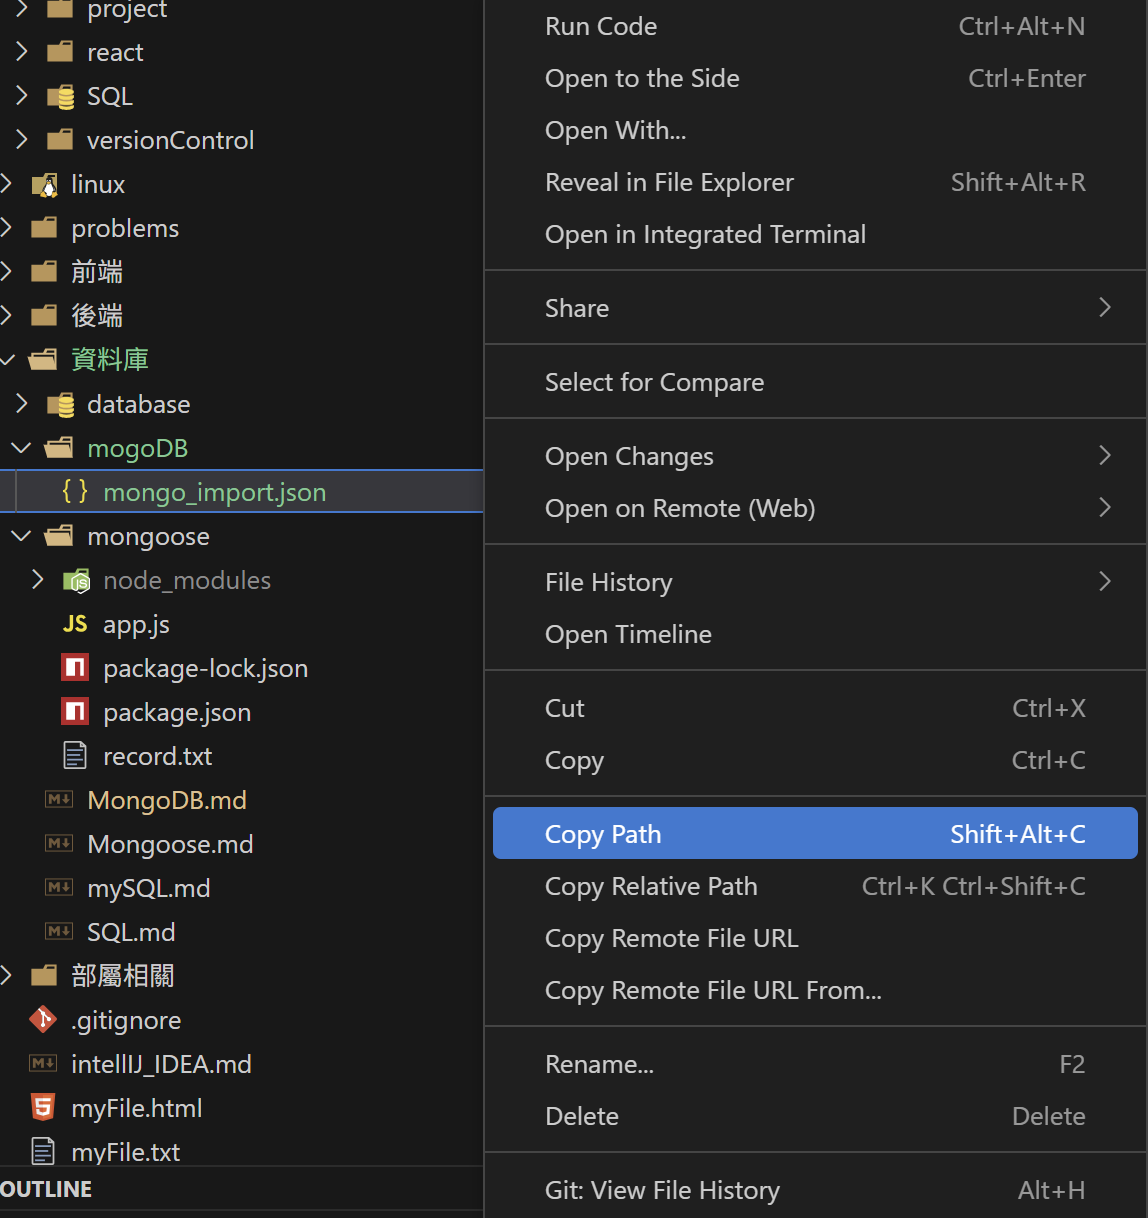 project
react
SQL
versionControl
linux
problems
前端
後端
資料庫
database
mogoDB
{ } mongo_import.json
mongoose
node_modules
JS app.js
package-lock.json
package.json
record.txt
M↓ MongoDB.md
M↓ Mongoose.md
M↓ mySQL.md
M↓ SQL.md
部屬相關
.gitignore
M↓ intellIJ_IDEA.md
5 myFile.html
myFile.txt
OUTLINE
Run Code Ctrl+Alt+N
Open to the Side Ctrl+Enter
Open With...
Reveal in File Explorer Shift+Alt+R
Open in Integrated Terminal
Share
Select for Compare
Open Changes
Open on Remote (Web)
File History
Open Timeline
Cut Ctrl+X
Copy Ctrl+C
Copy Path Shift+Alt+C
Copy Relative Path Ctrl+K Ctrl+Shift+C
Copy Remote File URL
Copy Remote File URL From...
Rename... F2
Delete Delete
Git: View File History Alt+H